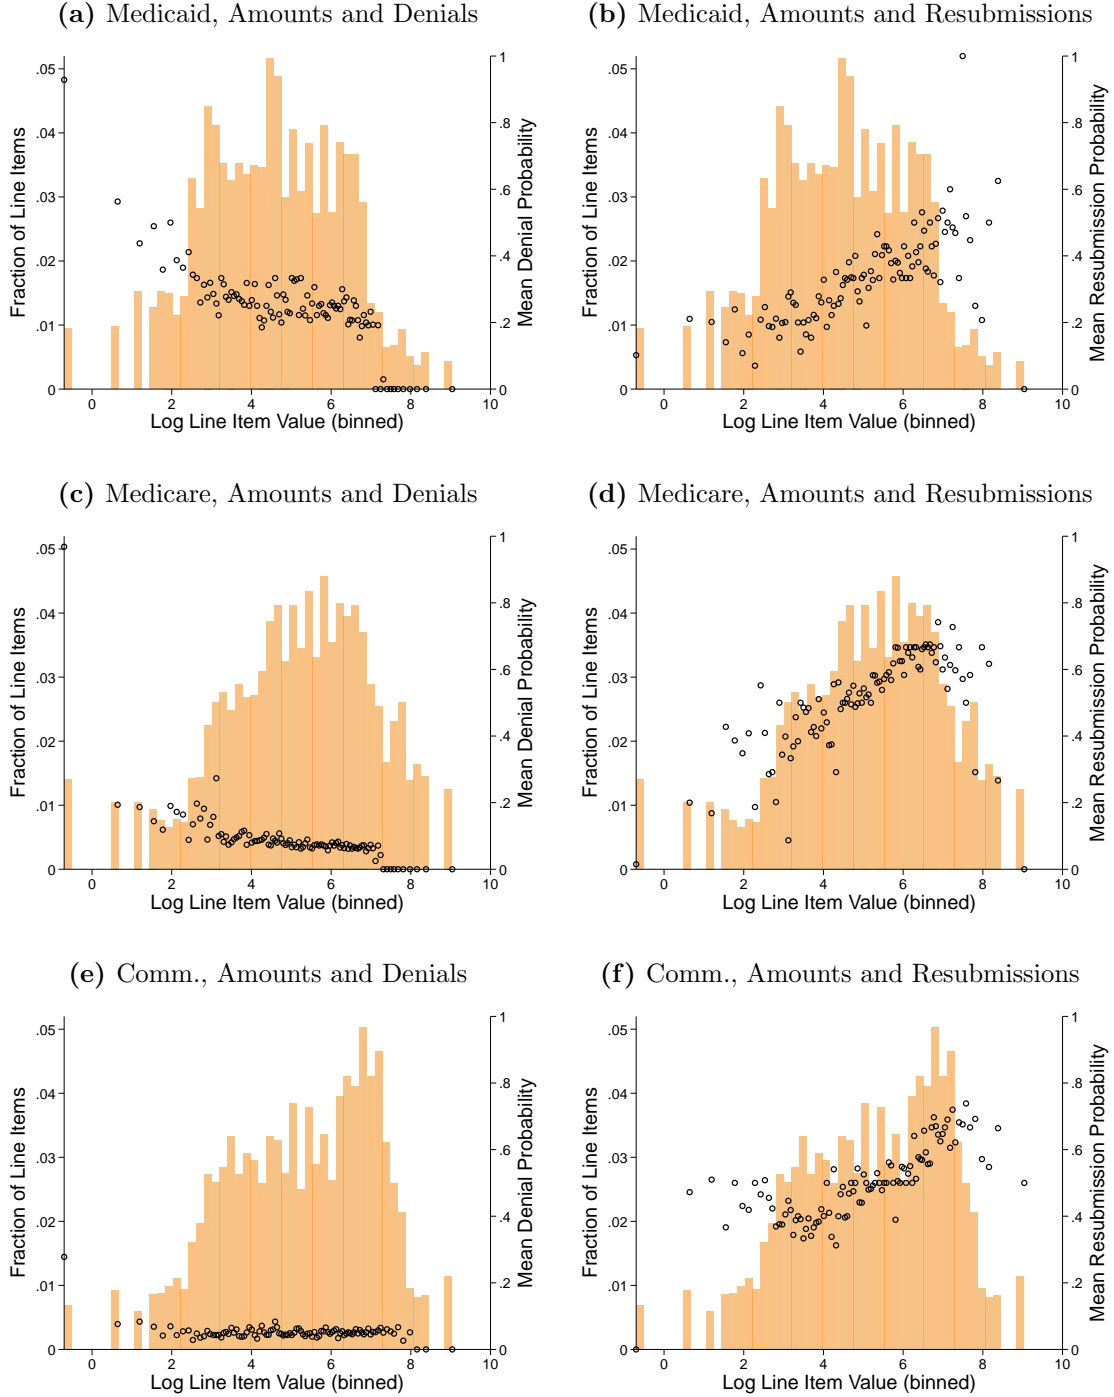 (a) Medicaid, Amounts and Denials
.05
.04
.03
.02
.01
0
Fraction of Line Items
1
.8
.6
.4
.2
0
Mean Denial Probability
0 2 4 6 8 10
Log Line Item Value (binned)
(b) Medicaid, Amounts and Resubmissions
.05
.04
.03
.02
.01
0
Fraction of Line Items
1
.8
.6
.4
.2
0
Mean Resubmission Probability
0 2 4 6 8 10
Log Line Item Value (binned)
(c) Medicare, Amounts and Denials
.05
.04
.03
.02
.01
0
Fraction of Line Items
1
.8
.6
.4
.2
0
Mean Denial Probability
0 2 4 6 8 10
Log Line Item Value (binned)
(d) Medicare, Amounts and Resubmissions
.05
.04
.03
.02
.01
0
Fraction of Line Items
1
.8
.6
.4
.2
0
Mean Resubmission Probability
0 2 4 6 8 10
Log Line Item Value (binned)
(e) Comm., Amounts and Denials
.05
.04
.03
.02
.01
0
Fraction of Line Items
1
.8
.6
.4
.2
0
Mean Denial Probability
0 2 4 6 8 10
Log Line Item Value (binned)
(f) Comm., Amounts and Resubmissions
.05
.04
.03
.02
.01
0
Fraction of Line Items
1
.8
.6
.4
.2
0
Mean Resubmission Probability
0 2 4 6 8 10
Log Line Item Value (binned)